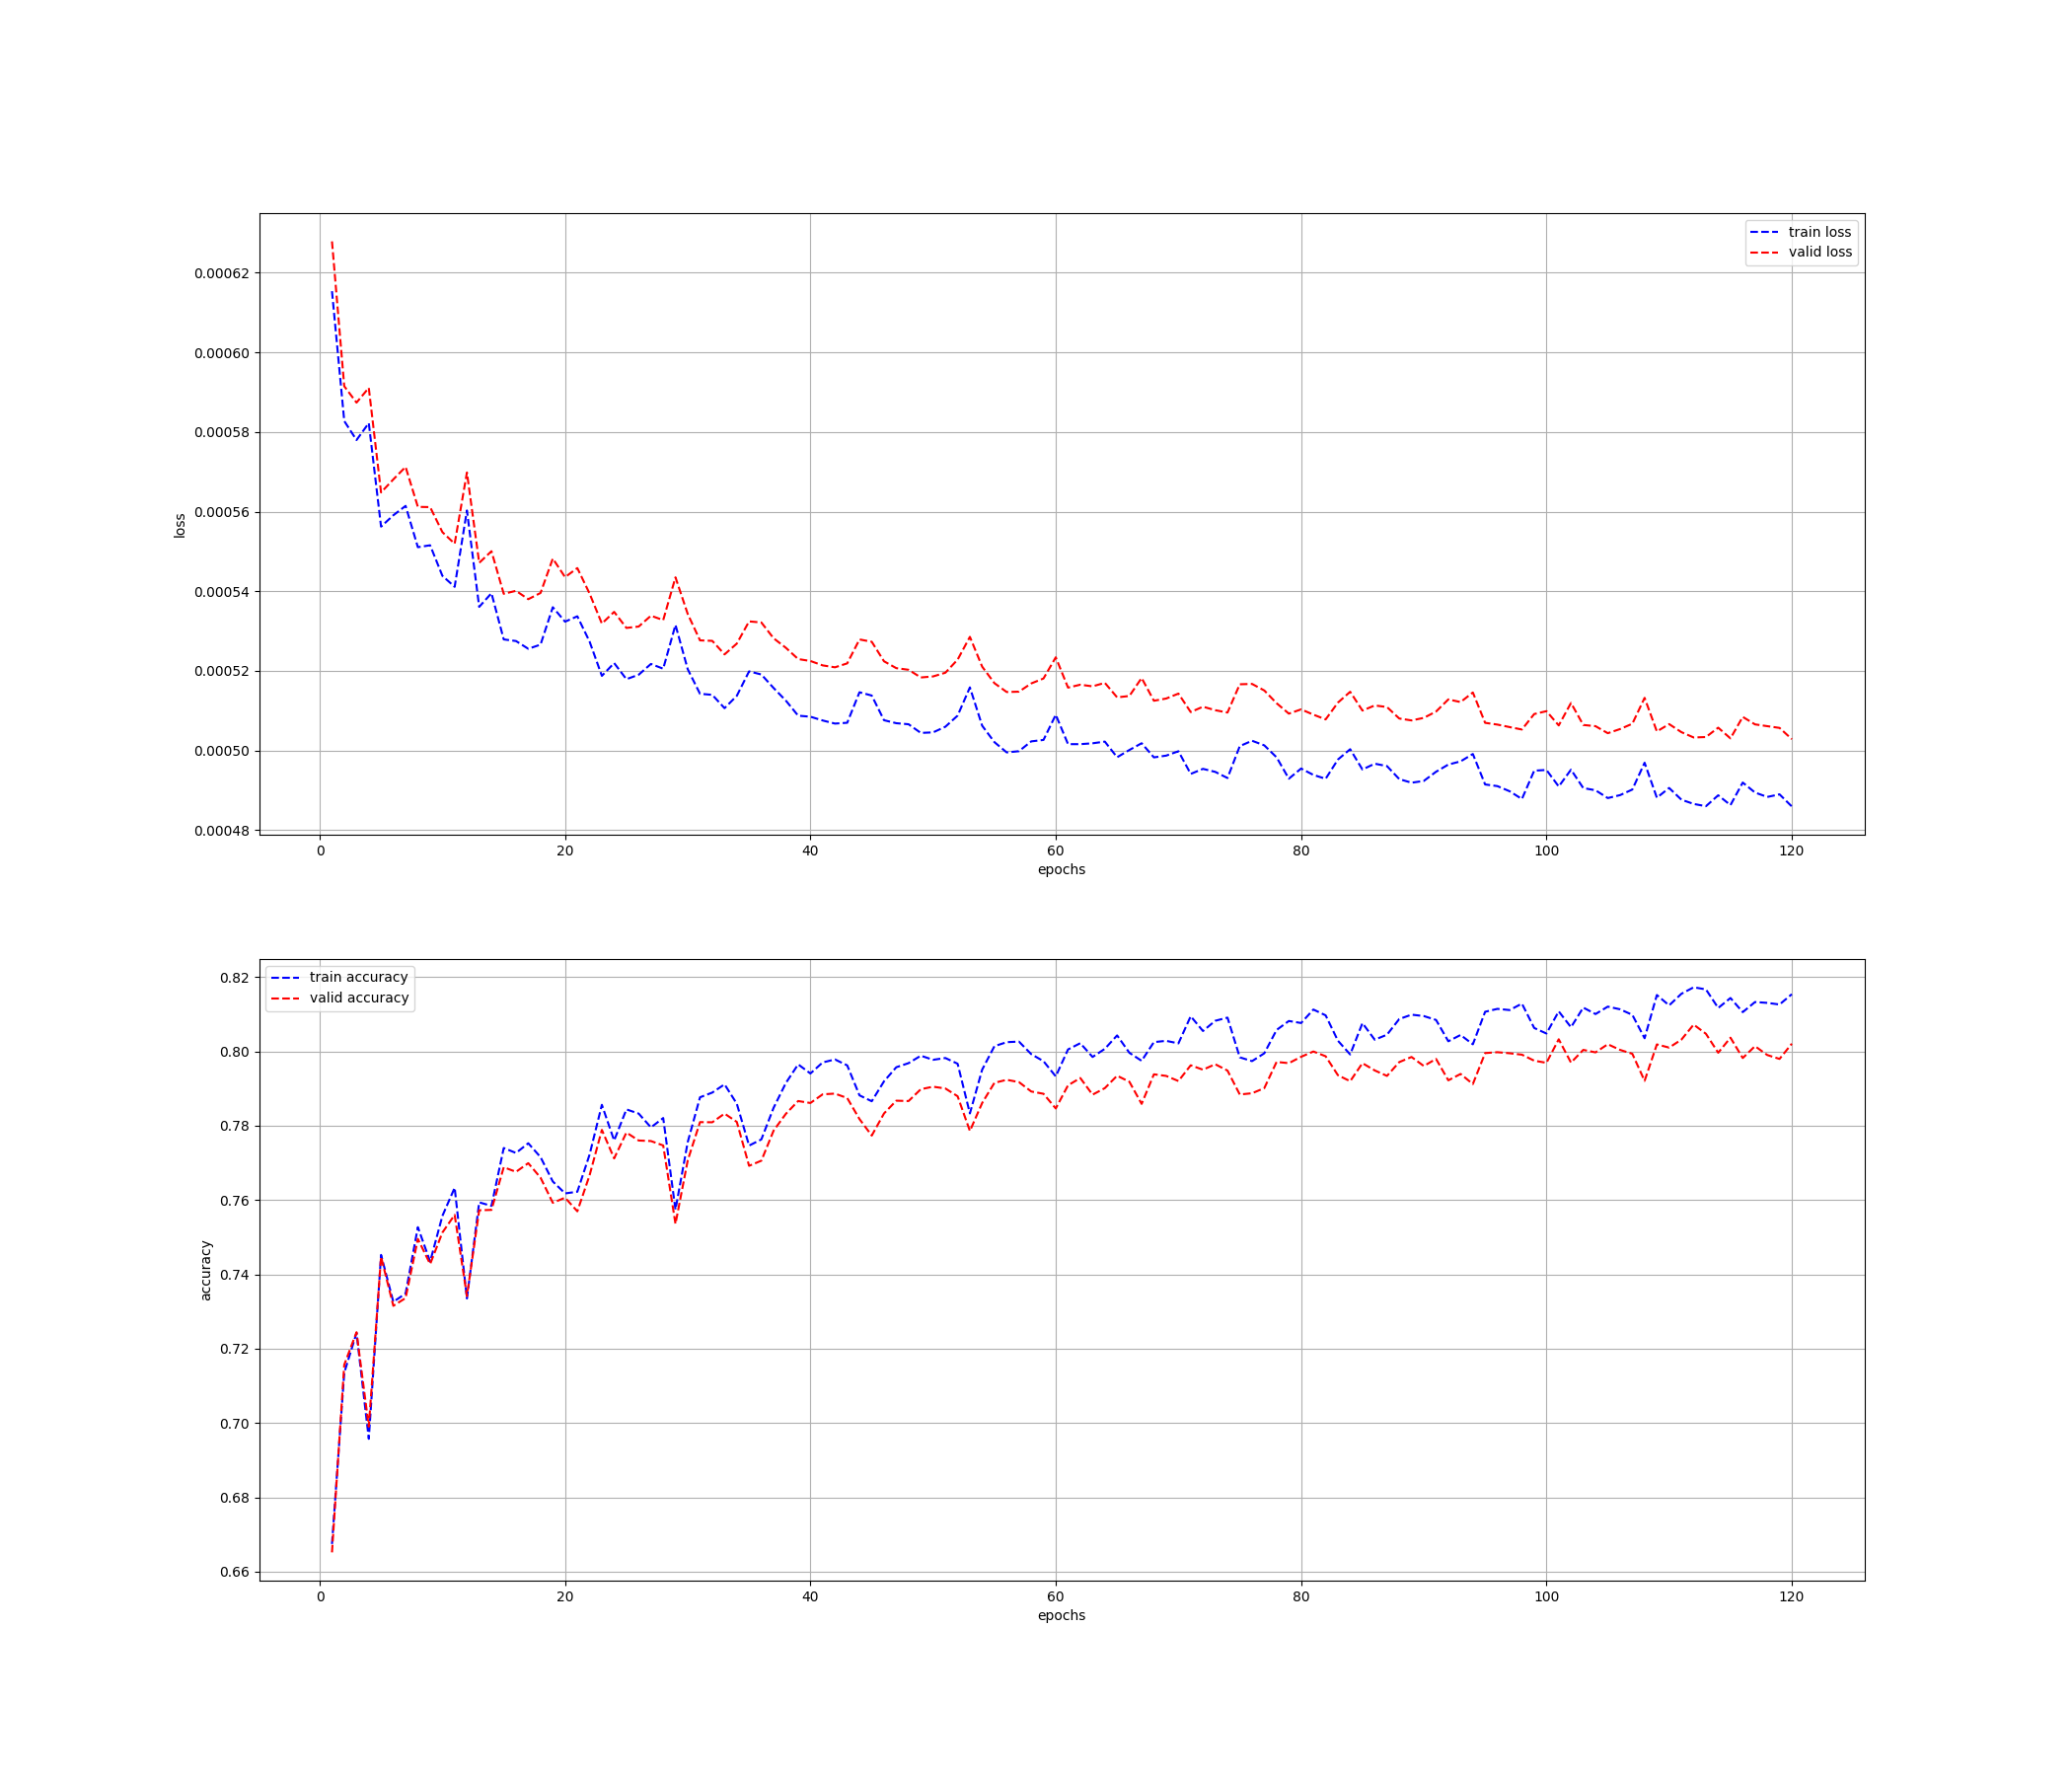 train loss
valid loss
0.00062
0.00060
0.00058
0.00056
0.00054
0.00052
0.00050
0.00048
loss
0 20 40 60 80 100 120
epochs
train accuracy
valid accuracy
0.82
0.80
0.78
0.76
0.74
0.72
0.70
0.68
0.66
accuracy
0 20 40 60 80 100 120
epochs